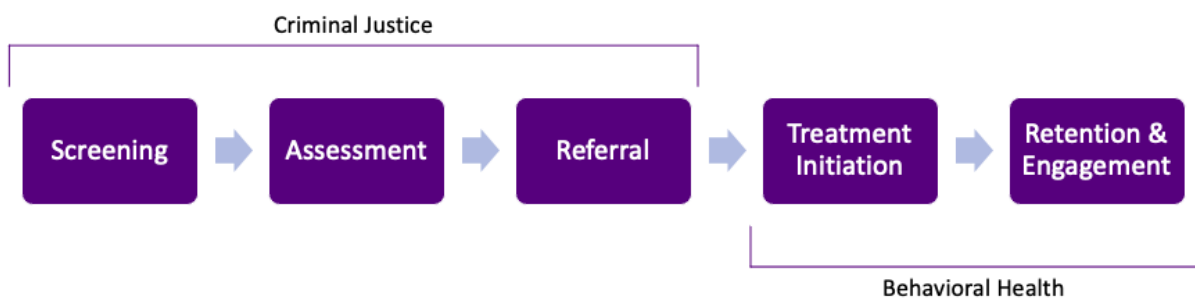 Criminal Justice
Screening
Assessment
Referral
Treatment
Initiation
Retention &
Engagement
Behavioral Health